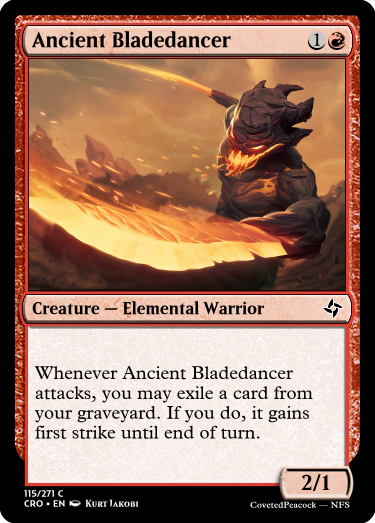 Ancient Bladedancer 1
Creature — Elemental Warrior
Whenever Ancient Bladedancer
attacks, you may exile a card from
your graveyard. If you do, it gains
first strike until end of turn.
2/1
115/271 C
CRO • EN Kurt Jakobi
CovetedPeacock — NFS